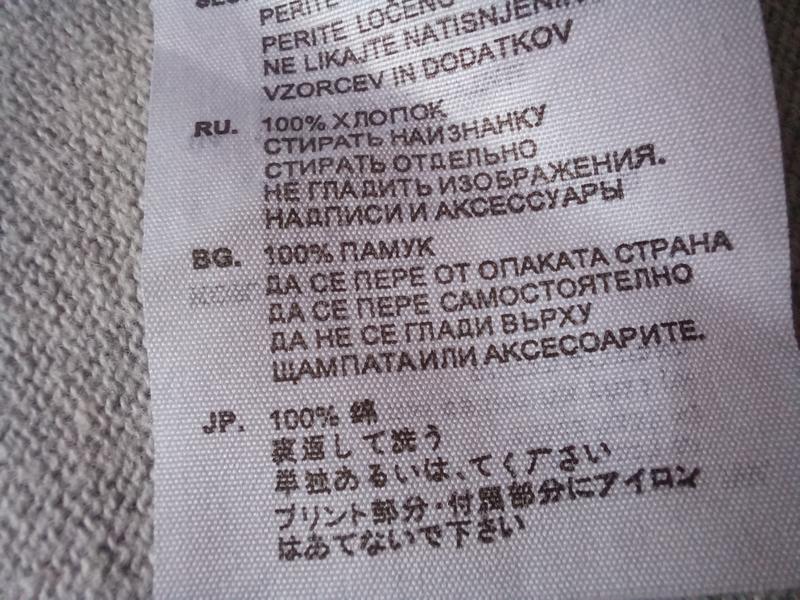 PERITE
PERITE LOČENO
NE LIKAJTE NATISNJENIH
VZORCEV IN DODATKOV
RU. 100% ХЛОПОК
СТИРАТЬ НАИЗНАНКУ
СТИРАТЬ ОТДЕЛЬНО
НЕ ГЛАДИТЬ ИЗОБРАЖЕНИЯ.
НАДПИСИ И АКСЕССУАРЫ
BG. 100% ПАМУК
ДА СЕ ПЕРЕ ОТ ОПАКАТА СТРАНА
ДА СЕ ПЕРЕ САМОСТОЯТЕЛНО
ДА НЕ СЕ ГЛАДИ ВЪРХУ
ЩАМПАТАИЛИ АКСЕСОАРИТЕ.
JP. 100% 綿
裏返して洗う
単独あるいは、てください
プリント部分・付属部分にアイロン
はあてないで下さい